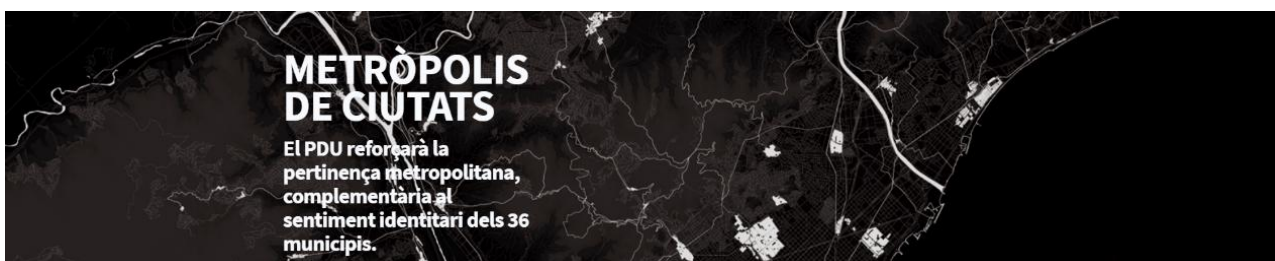 METRÒPOLIS
DE CIUTATS
El PDU reforçarà la
pertinença metropolitana,
complementària al
sentiment identitari dels 36
municipis.